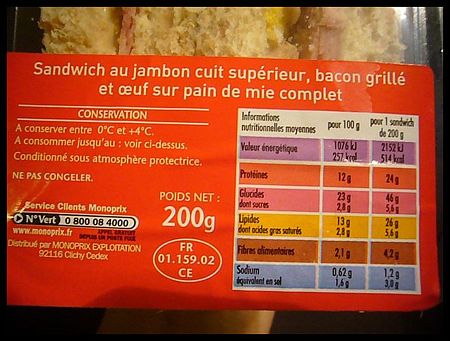 Sandwich au jambon cuit supérieur, bacon grillé
et œuf sur pain de mie complet
CONSERVATION
A conserver entre 0°C et +4°C.
A consommer jusqu'au : voir ci-dessus.
Conditionné sous atmosphère protectrice.
NE PAS CONGELER.
Service Clients Monoprix
N° Vert 0 800 08 4000
www.monoprix.fr APPEL GRATUIT
DEPUIS UN POSTE FIXE
Distribué par MONOPRIX EXPLOITATION
92116 Clichy Cedex
POIDS NET :
200g
FR
01.159.02
CE
Informations
nutritionnelles moyennes pour 100 g pour 1 sandwich
de 200 g
Valeur énergétique 1076 kJ 2152 kJ
257 kcal 514 kcal
Protéines 12 g 24 g
Glucides 23 g 46 g
dont sucres 2,8 g 5,6 g
Lipides 13 g 26 g
dont acides gras saturés 2,8 g 5,6 g
Fibres alimentaires 2,1 g 4,2 g
Sodium 0,62 g 1,2 g
équivalent en sel 1,6 g 3,0 g